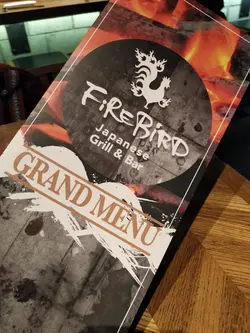 FiREBiRD
Japanese
Grill & Bar
GRAND MENU